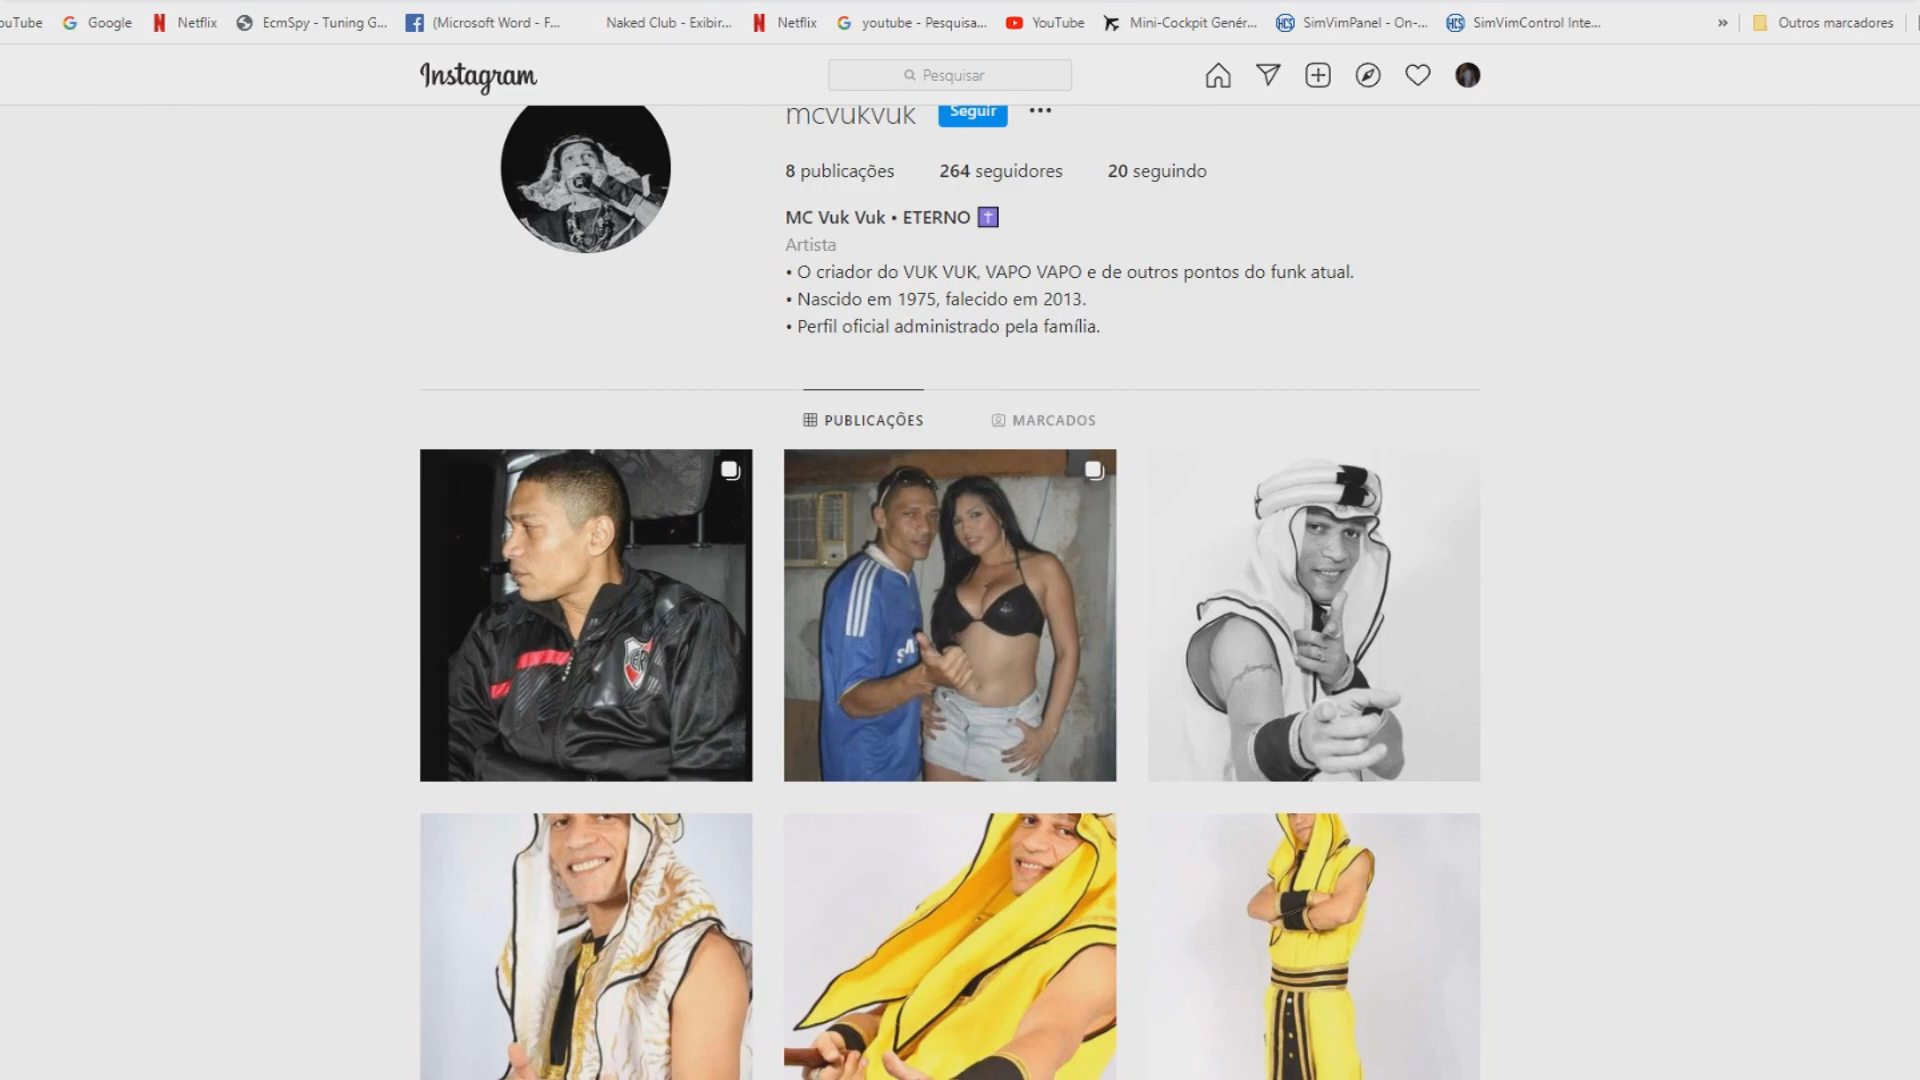 ouTube Google Netflix EcmSpy - Tuning G... (Microsoft Word - F... Naked Club - Exibir... Netflix youtube - Pesquisa... YouTube Mini-Cockpit Genér... SimVimPanel - On-... SimVimControl Inte... » Outros marcadores
Instagram Pesquisar
mcvukvuk Seguir
8 publicações 264 seguidores 20 seguindo
MC Vuk Vuk • ETERNO ✝️
Artista
• O criador do VUK VUK, VAPO VAPO e de outros pontos do funk atual.
• Nascido em 1975, falecido em 2013.
• Perfil oficial administrado pela família.
PUBLICAÇÕES MARCADOS